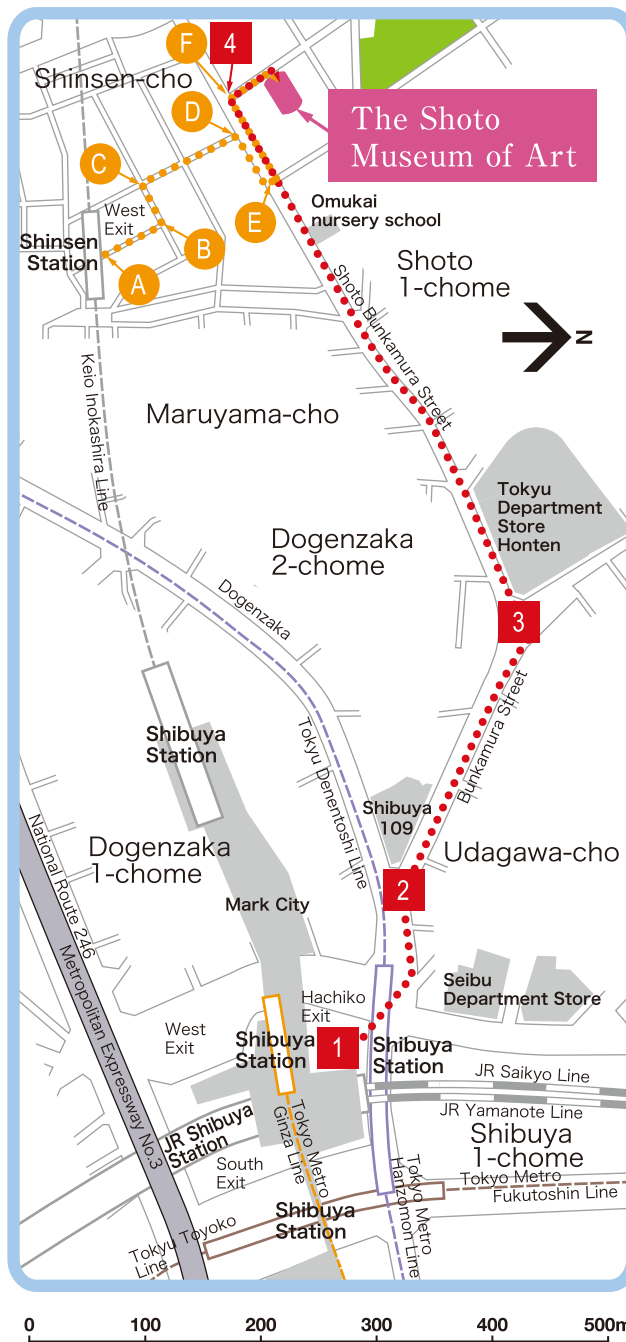 F
4
Shinsen-cho
D
The Shoto
Museum of Art
C
West
Exit
Omukai
nursery school
E
B
Shinsen
Station
A
Shoto
1-chome
Shoto Bunkamura Street
N
Keio Inokashira Line
Maruyama-cho
Tokyu
Department
Store
Honten
Dogenzaka
2-chome
Dogenzaka
3
Bunkamura Street
Shibuya
Station
Tokyu Denentoshi Line
Shibuya
109
National Route 246
Dogenzaka
1-chome
Udagawa-cho
2
Mark City
Metropolitan Expressway No.3
Seibu
Department Store
Hachiko
Exit
West
Exit
Shibuya
Station
1
Shibuya
Station
JR Saikyo Line
JR Yamanote Line
JR Shibuya
Station
Tokyo Metro
Ginza Line
Shibuya
1-chome
South
Exit
Tokyo Metro
Hanzomon Line
Tokyo Metro
Fukutoshin Line
Shibuya
Station
Tokyu Toyoko
Line
0 100 200 300 400 500m